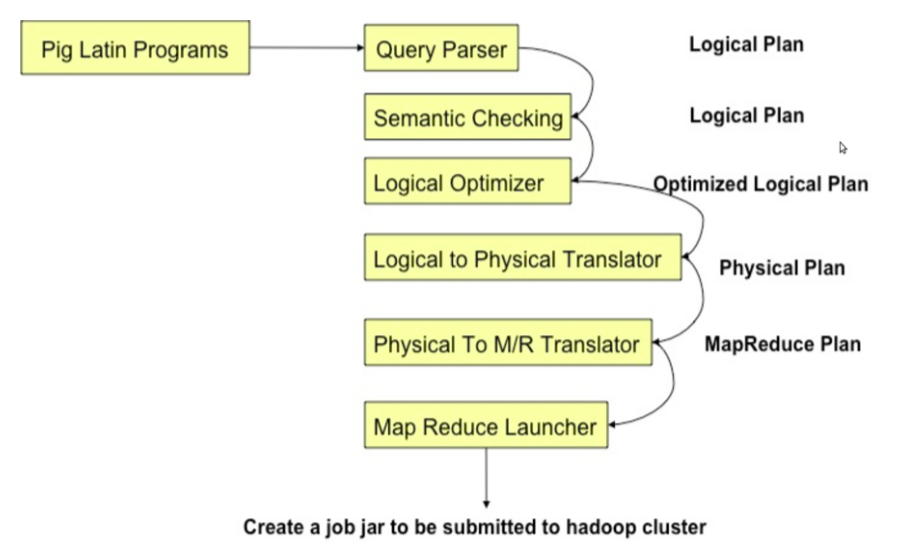 Pig Latin Programs
Query Parser
Logical Plan
Semantic Checking
Logical Plan
Logical Optimizer
Optimized Logical Plan
Logical to Physical Translator
Physical Plan
Physical To M/R Translator
MapReduce Plan
Map Reduce Launcher
Create a job jar to be submitted to hadoop cluster